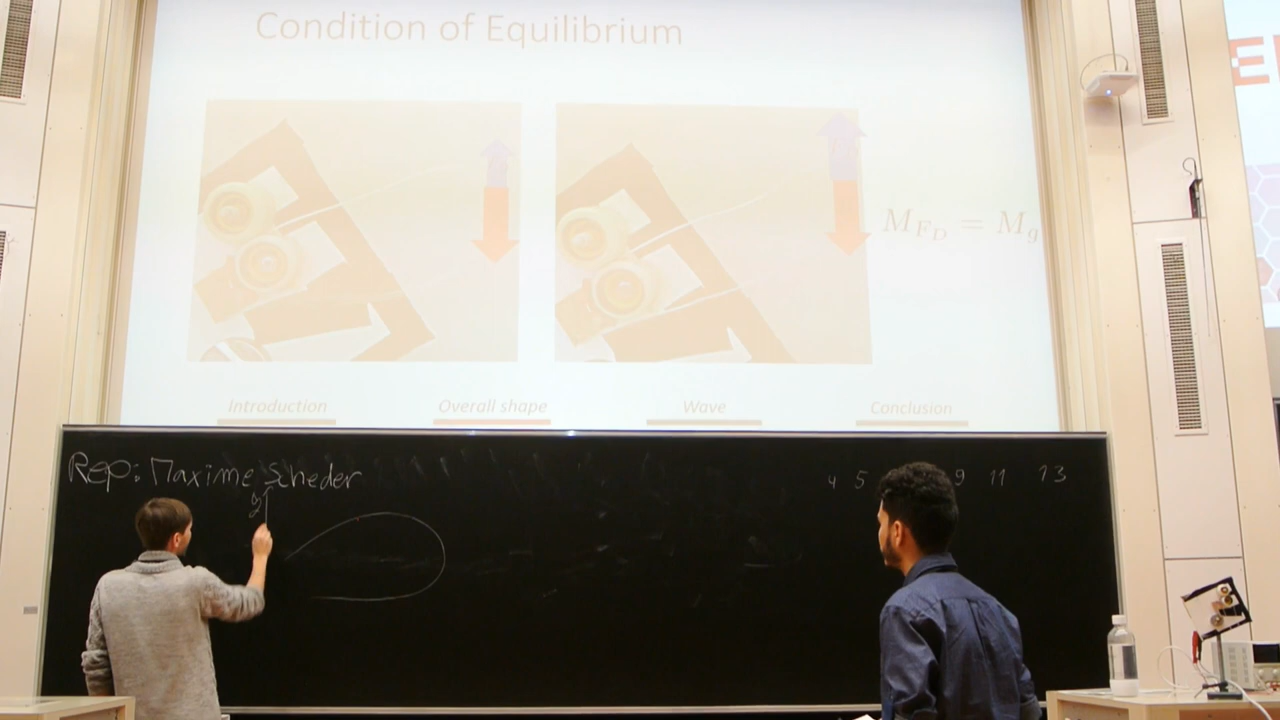 Condition of Equilibrium
M_{F_D} = M_g
Introduction
Overall shape
Wave
Conclusion
Rep: Maxime Scheder
4 5 9 11 13